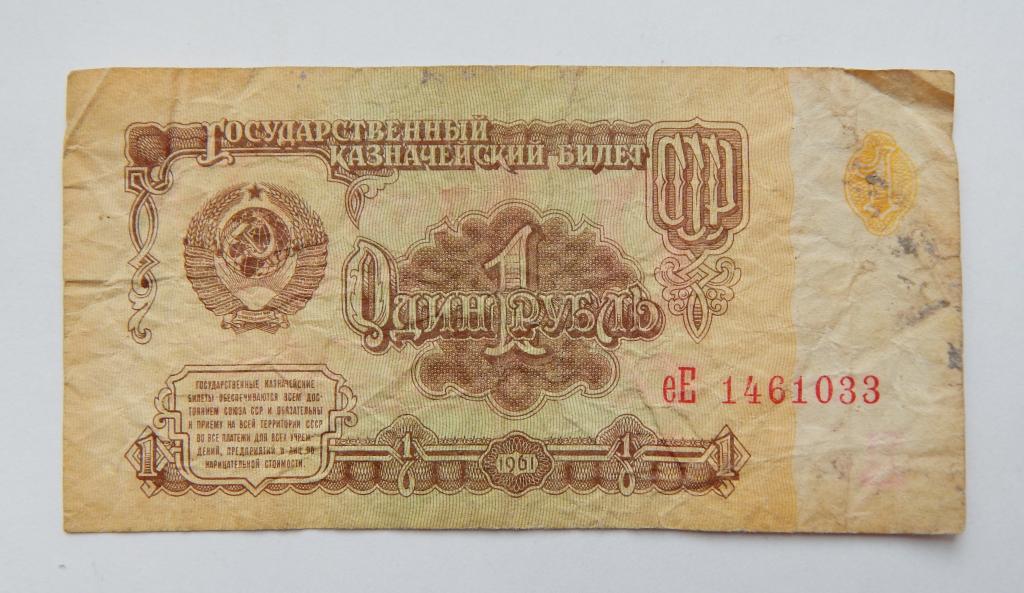 Государственный
казначейский билет
СССР
1
Один рубль
еЕ 1461033
ГОСУДАРСТВЕННЫЕ КАЗНАЧЕЙСКИЕ
БИЛЕТЫ ОБЕСПЕЧИВАЮТСЯ ВСЕМ ДОС-
ТОЯНИЕМ СОЮЗА ССР И ОБЯЗАТЕЛЬНЫ
К ПРИЕМУ НА ВСЕЙ ТЕРРИТОРИИ СССР
ВО ВСЕ ПЛАТЕЖИ ДЛЯ ВСЕХ УЧРЕЖ-
ДЕНИЙ, ПРЕДПРИЯТИЙ И ЛИЦ ПО
НАРИЦАТЕЛЬНОЙ СТОИМОСТИ.
1 1 1961 1 1
1